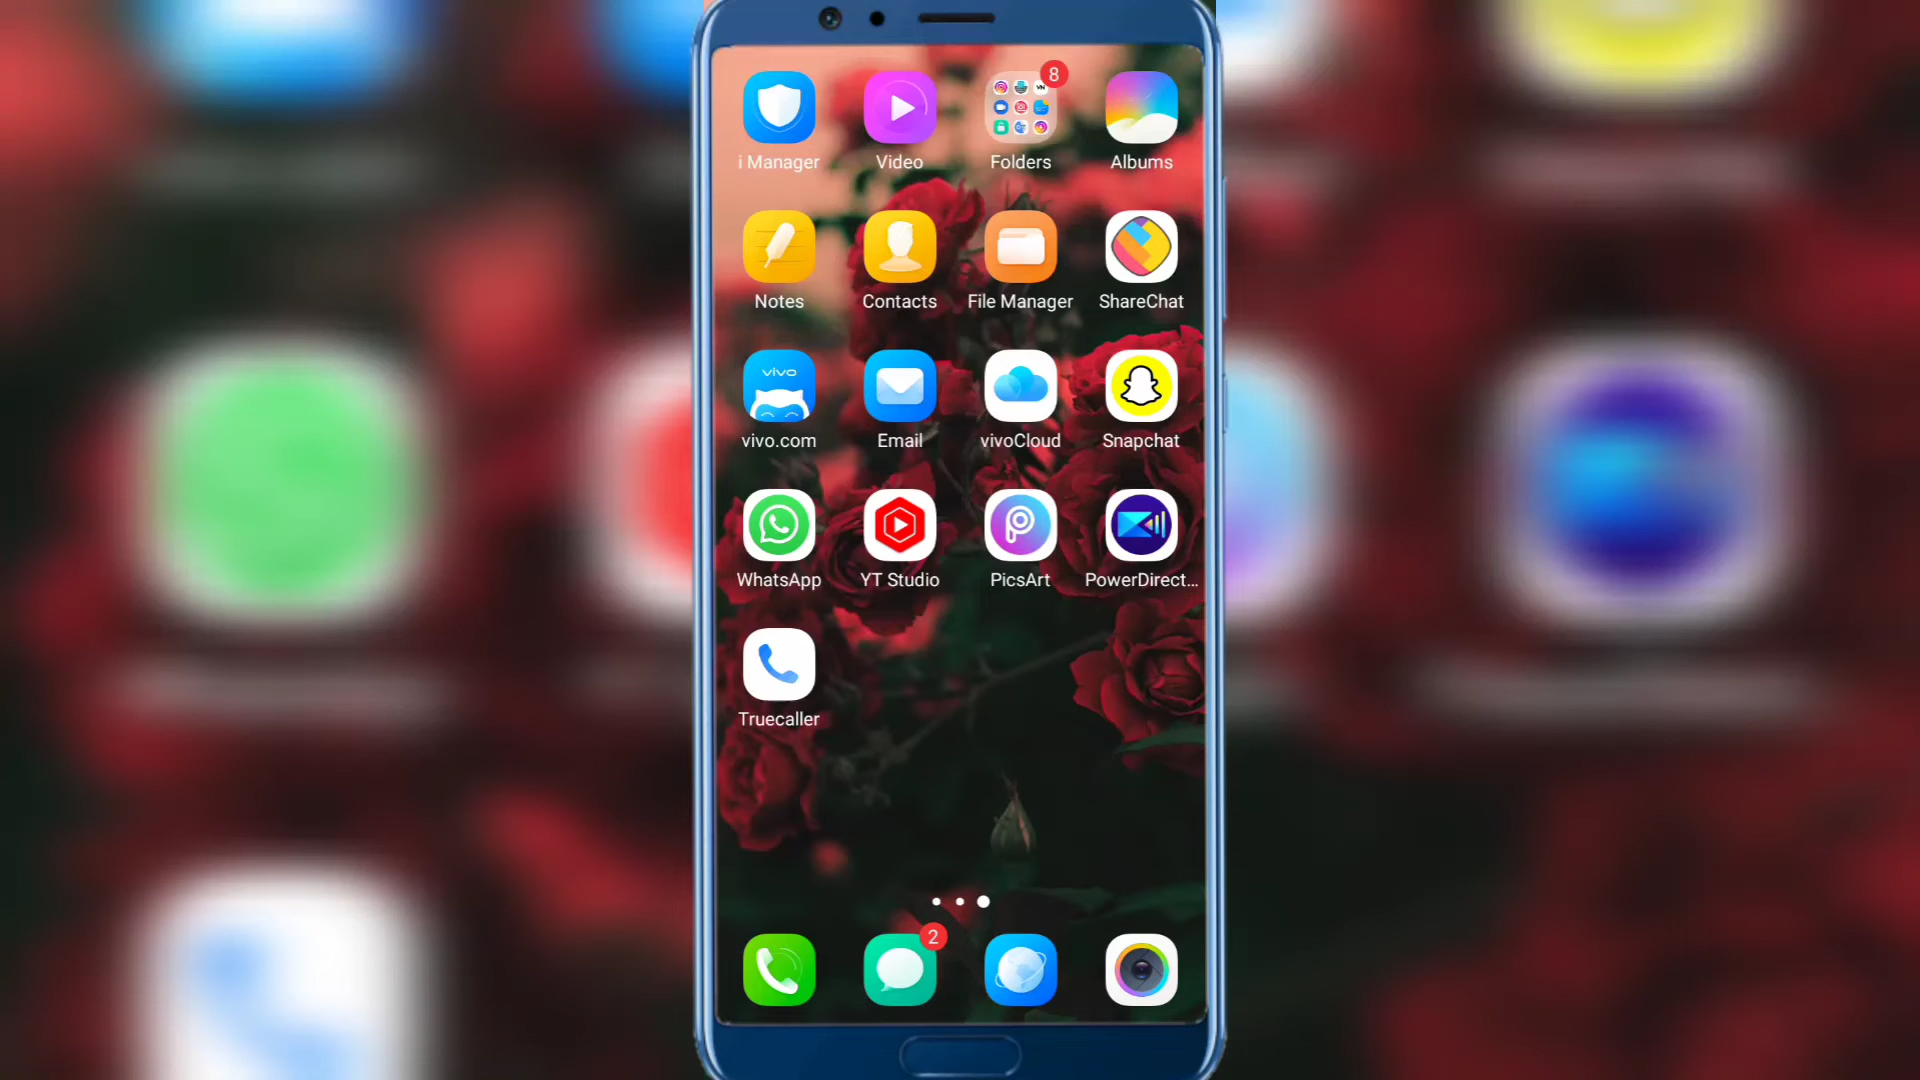 8
i Manager Video Folders Albums
Notes Contacts File Manager ShareChat
vivo
vivo.com Email vivoCloud Snapchat
WhatsApp YT Studio PicsArt PowerDirect...
Truecaller
2